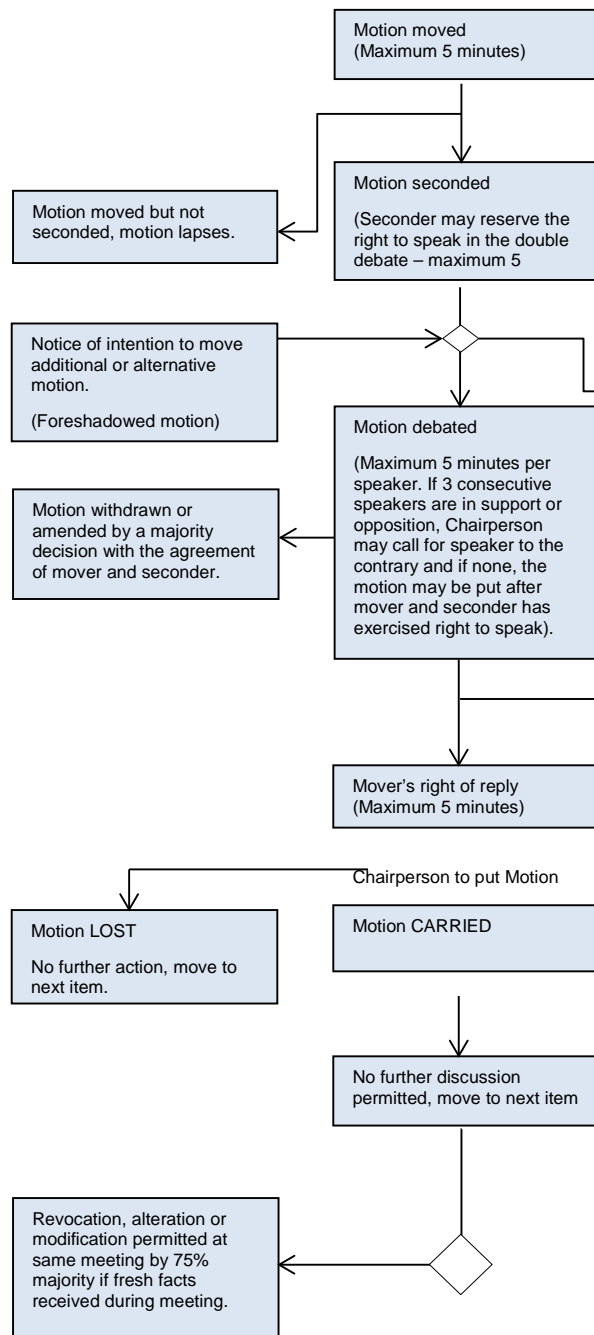 Motion moved
(Maximum 5 minutes)
Motion seconded
(Seconder may reserve the
right to speak in the double
debate – maximum 5
Motion moved but not
seconded, motion lapses.
Notice of intention to move
additional or alternative
motion.
(Foreshadowed motion)
Motion debated
(Maximum 5 minutes per
speaker. If 3 consecutive
speakers are in support or
opposition, Chairperson
may call for speaker to the
contrary and if none, the
motion may be put after
mover and seconder has
exercised right to speak).
Motion withdrawn or
amended by a majority
decision with the agreement
of mover and seconder.
Mover’s right of reply
(Maximum 5 minutes)
Chairperson to put Motion
Motion LOST
No further action, move to
next item.
Motion CARRIED
No further discussion
permitted, move to next item
Revocation, alteration or
modification permitted at
same meeting by 75%
majority if fresh facts
received during meeting.